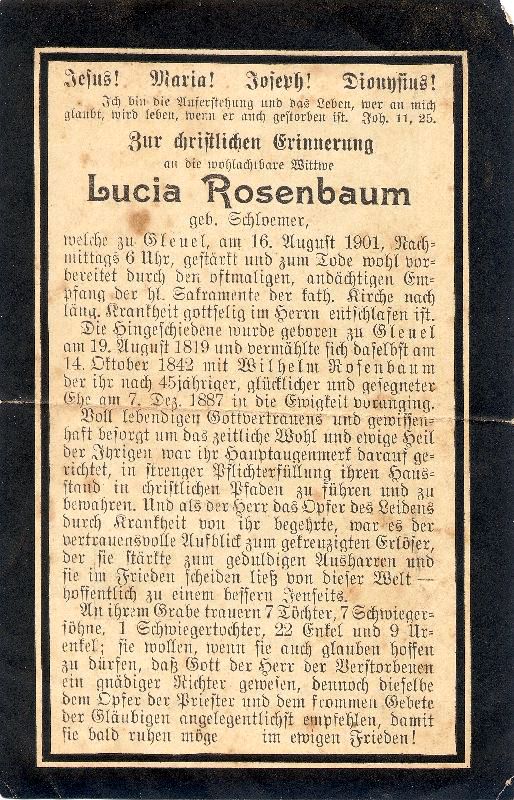 Jesus! Maria! Joseph! Dionysius!
Ich bin die Auferstehung und das Leben, wer an mich
glaubt, wird leben, wenn er auch gestorben ist. Joh. 11, 25.
Zur christlichen Erinnerung
an die wohlachtbare Wittwe
Lucia Rosenbaum
geb. Schloemer,
welche zu Gleuel, am 16. August 1901, Nach-
mittags 6 Uhr, gestärkt und zum Tode wohl vor-
bereitet durch den oftmaligen, andächtigen Em-
pfang der hl. Sakramente der kath. Kirche nach
läng. Krankheit gottselig im Herrn entschlafen ist.
Die Hingeschiedene wurde geboren zu Gleuel
am 19. August 1819 und vermählte sich daselbst am
14. Oktober 1842 mit Wilhelm Rosenbaum
der ihr nach 45jähriger, glücklicher und gesegneter
Ehe am 7. Dez. 1887 in die Ewigkeit voranging.
Voll lebendigen Gottvertrauens und gewissen-
haft besorgt um das zeitliche Wohl und ewige Heil
der Ihrigen war ihr Hauptaugenmerk darauf ge-
richtet, in strenger Pflichterfüllung ihren Haus-
stand in christlichen Pfaden zu führen und zu
bewahren. Und als der Herr das Opfer des Leidens
durch Krankheit von ihr begehrte, war es der
vertrauensvolle Aufblick zum gekreuzigten Erlöser,
der sie stärkte zum geduldigen Ausharren und
sie im Frieden scheiden ließ von dieser Welt —
hoffentlich zu einem bessern Jenseits.
An ihrem Grabe trauern 7 Töchter, 7 Schwieger-
söhne, 1 Schwiegertochter, 22 Enkel und 9 Ur-
enkel; sie wollen, wenn sie auch glauben hoffen
zu dürfen, daß Gott der Herr der Verstorbenen
ein gnädiger Richter gewesen, dennoch dieselbe
dem Opfer der Priester und dem frommen Gebete
der Gläubigen angelegentlichst empfehlen, damit
sie bald ruhen möge im ewigen Frieden!